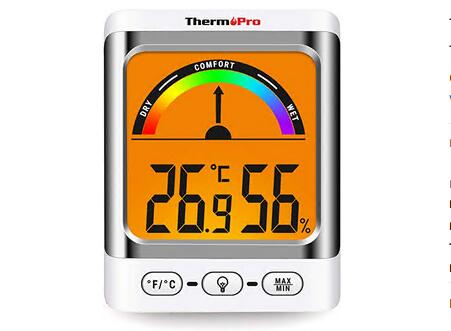 ThermoPro
COMFORT
DRY
WET
26.9 °C 56 %
°F/°C
MAX
MIN